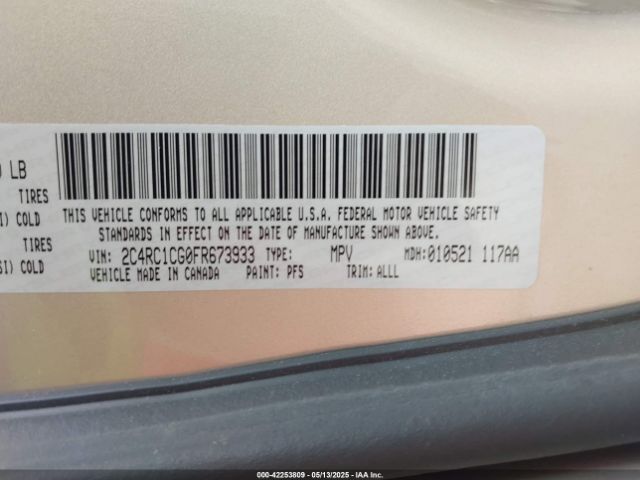 LB
TIRES
THIS VEHICLE CONFORMS TO ALL APPLICABLE U.S.A. FEDERAL MOTOR VEHICLE SAFETY
I) COLD
STANDARDS IN EFFECT ON THE DATE OF MANUFACTURE SHOWN ABOVE.
TIRES
VIN: 2C4RC1CG0FR673933 TYPE: MPV MDH:010521 117AA
SI) COLD
VEHICLE MADE IN CANADA PAINT: PFS TRIM: ALLL
000-42253809 - 05/13/2025 - IAA Inc.